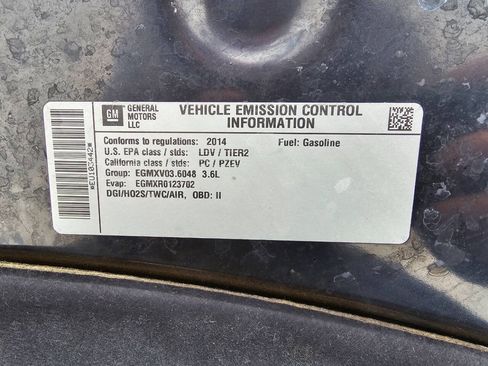 GM
GENERAL
MOTORS
LLC
VEHICLE EMISSION CONTROL
INFORMATION
Conforms to regulations: 2014 Fuel: Gasoline
U.S. EPA class / stds: LDV / TIER2
California class / stds: PC / PZEV
Group: EGMXV03.6048 3.6L
Evap: EGMXR0123702
DGI/HO2S/TWC/AIR, OBD: II
*EU103442*